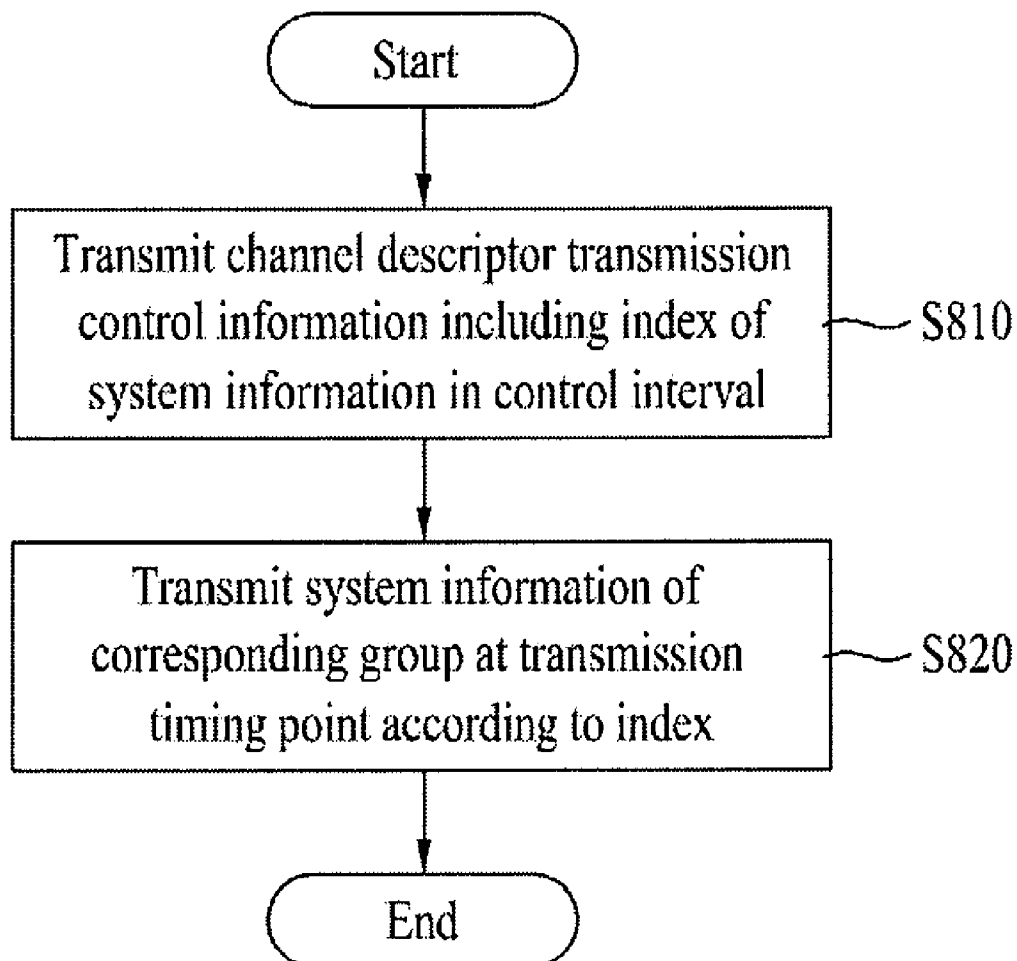 Start
Transmit channel descriptor transmission
control information including index of
system information in control interval
S810
Transmit system information of
corresponding group at transmission
timing point according to index
S820
End